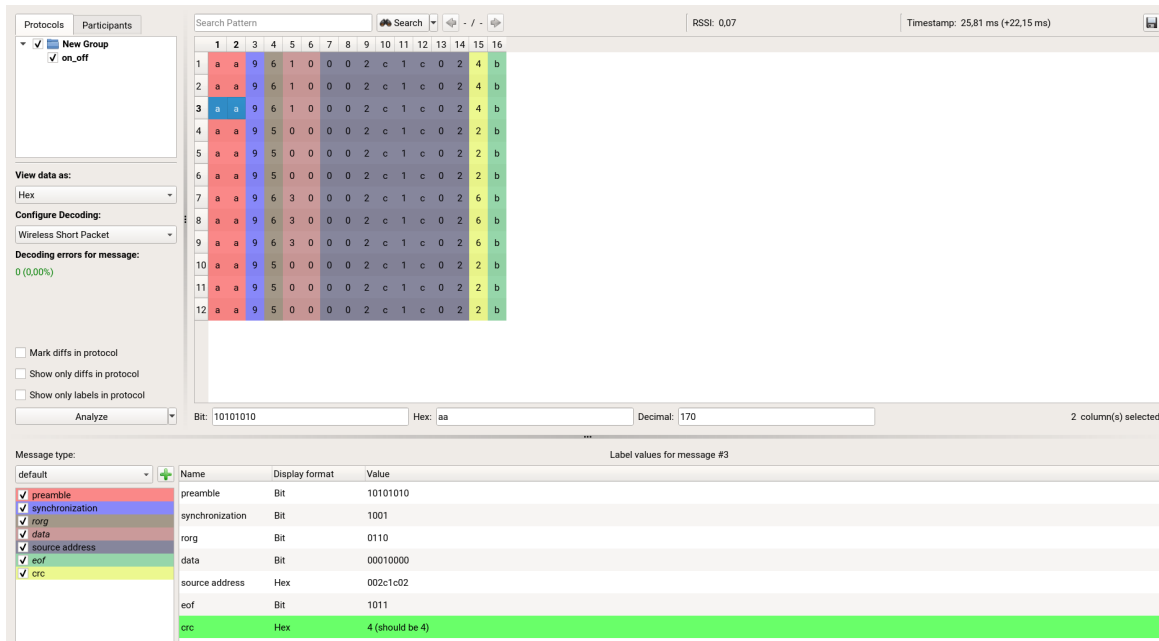 Protocols Participants
New Group
on_off
View data as:
Hex
Configure Decoding:
Wireless Short Packet
Decoding errors for message:
0 (0,00%)
Mark diffs in protocol
Show only diffs in protocol
Show only labels in protocol
Analyze
Search Pattern Search - / - RSSI: 0,07 Timestamp: 25,81 ms (+22,15 ms)
1 2 3 4 5 6 7 8 9 10 11 12 13 14 15 16
1 a a 9 6 1 0 0 0 2 c 1 c 0 2 4 b
2 a a 9 6 1 0 0 0 2 c 1 c 0 2 4 b
3 a a 9 6 1 0 0 0 2 c 1 c 0 2 4 b
4 a a 9 5 0 0 0 0 2 c 1 c 0 2 2 b
5 a a 9 5 0 0 0 0 2 c 1 c 0 2 2 b
6 a a 9 5 0 0 0 0 2 c 1 c 0 2 2 b
7 a a 9 6 3 0 0 0 2 c 1 c 0 2 6 b
8 a a 9 6 3 0 0 0 2 c 1 c 0 2 6 b
9 a a 9 6 3 0 0 0 2 c 1 c 0 2 6 b
10 a a 9 5 0 0 0 0 2 c 1 c 0 2 2 b
11 a a 9 5 0 0 0 0 2 c 1 c 0 2 2 b
12 a a 9 5 0 0 0 0 2 c 1 c 0 2 2 b
Bit: 10101010 Hex: aa Decimal: 170 2 column(s) selected
Message type:
default
preamble
synchronization
rorg
data
source address
eof
crc
Label values for message #3
Name Display format Value
preamble Bit 10101010
synchronization Bit 1001
rorg Bit 0110
data Bit 00010000
source address Hex 002c1c02
eof Bit 1011
crc Hex 4 (should be 4)